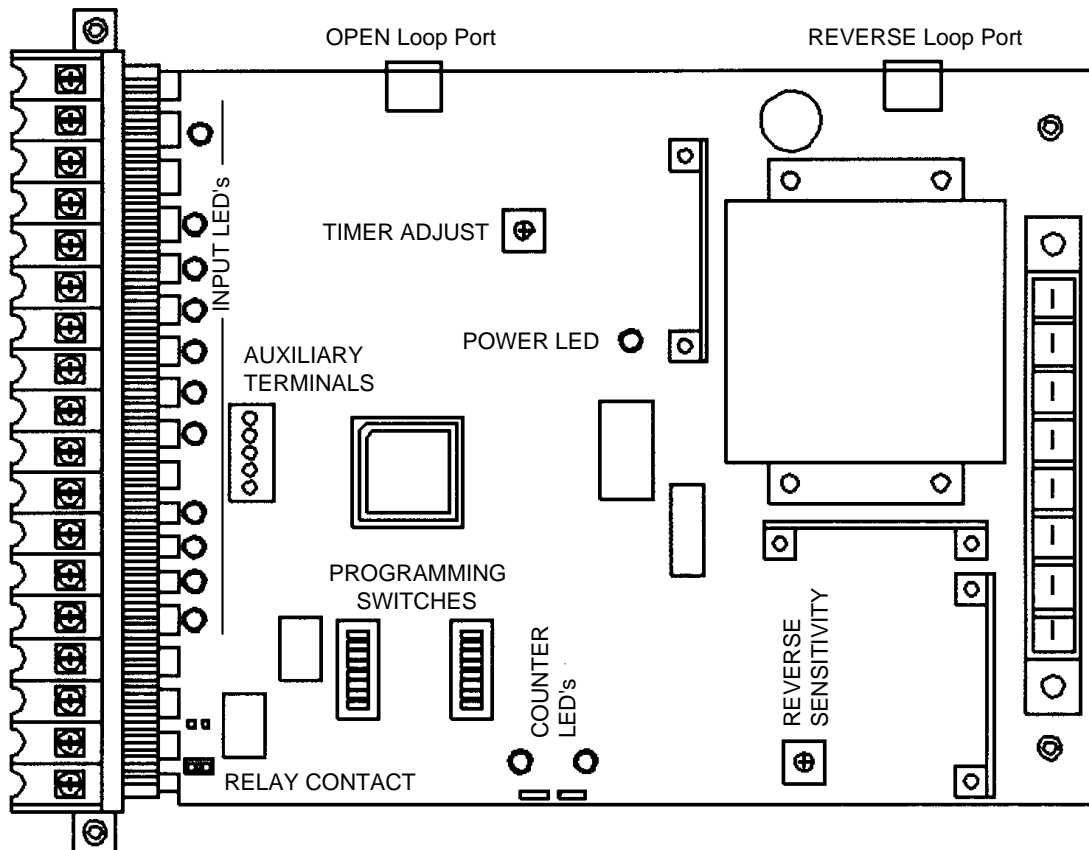 OPEN Loop Port
REVERSE Loop Port
INPUT LED's
TIMER ADJUST
POWER LED
AUXILIARY
TERMINALS
PROGRAMMING
SWITCHES
COUNTER
LED's
REVERSE
SENSITIVITY
RELAY CONTACT